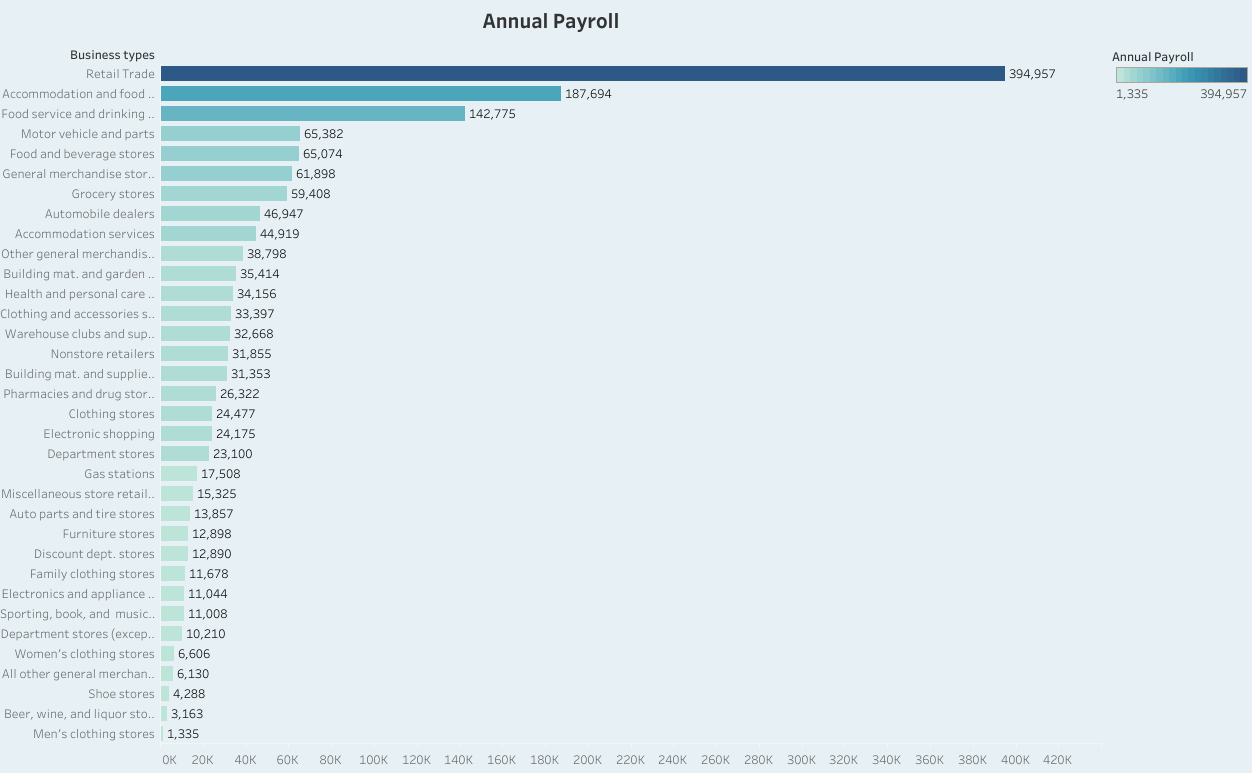 Annual Payroll
Business types
Retail Trade 394,957
Accommodation and food .. 187,694
Food service and drinking .. 142,775
Motor vehicle and parts 65,382
Food and beverage stores 65,074
General merchandise stor.. 61,898
Grocery stores 59,408
Automobile dealers 46,947
Accommodation services 44,919
Other general merchandis.. 38,798
Building mat. and garden .. 35,414
Health and personal care .. 34,156
Clothing and accessories s.. 33,397
Warehouse clubs and sup.. 32,668
Nonstore retailers 31,855
Building mat. and supplie.. 31,353
Pharmacies and drug stor.. 26,322
Clothing stores 24,477
Electronic shopping 24,175
Department stores 23,100
Gas stations 17,508
Miscellaneous store retail.. 15,325
Auto parts and tire stores 13,857
Furniture stores 12,898
Discount dept. stores 12,890
Family clothing stores 11,678
Electronics and appliance .. 11,044
Sporting, book, and  music.. 11,008
Department stores (excep.. 10,210
Women's clothing stores 6,606
All other general merchan.. 6,130
Shoe stores 4,288
Beer, wine, and liquor sto.. 3,163
Men's clothing stores 1,335
0K 20K 40K 60K 80K 100K 120K 140K 160K 180K 200K 220K 240K 260K 280K 300K 320K 340K 360K 380K 400K 420K
Annual Payroll
1,335 394,957